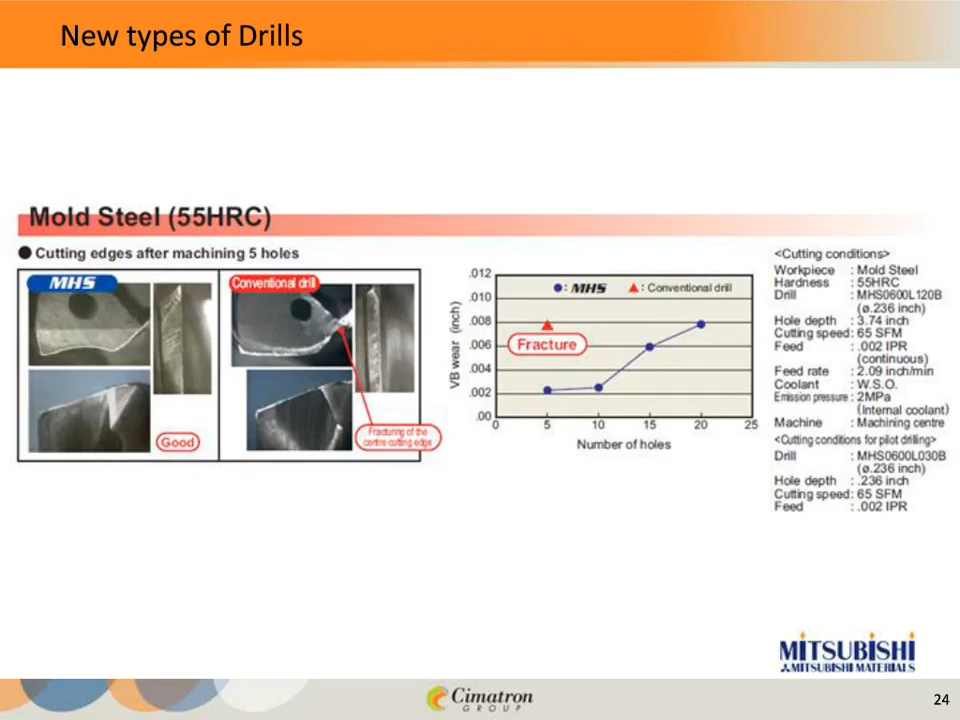 New types of Drills
Mold Steel (55HRC)
● Cutting edges after machining 5 holes
MHS
Conventional drill
Good
Fracturing of the
centre cutting edge
VB wear (inch)
.012
.010
.008
.006
.004
.002
.00
0
5
10
15
20
25
Number of holes
: MHS
: Conventional drill
Fracture
<Cutting conditions>
Workpiece : Mold Steel
Hardness : 55HRC
Drill : MHS0600L120B
(ø.236 inch)
Hole depth : 3.74 inch
Cutting speed: 65 SFM
Feed : .002 IPR
(continuous)
Feed rate : 2.09 inch/min
Coolant : W.S.O.
Emission pressure : 2MPa
(Internal coolant)
Machine : Machining centre
<Cutting conditions for pilot drilling>
Drill : MHS0600L030B
(ø.236 inch)
Hole depth : .236 inch
Cutting speed: 65 SFM
Feed : .002 IPR
MITSUBISHI
MITSUBISHI MATERIALS
Cimatron
GROUP
24